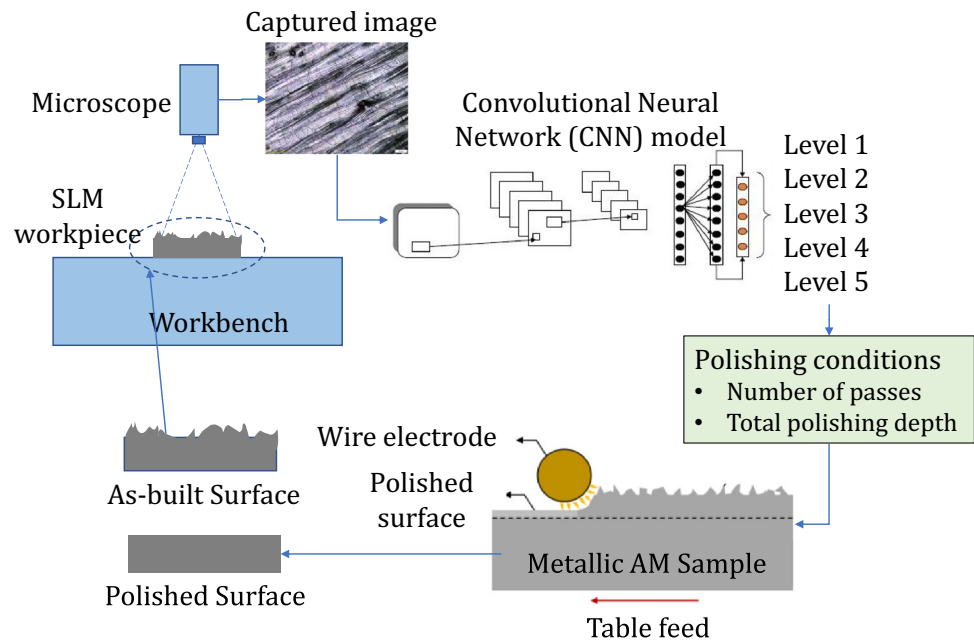 Captured image
Microscope
Convolutional Neural
Network (CNN) model
Level 1
Level 2
Level 3
Level 4
Level 5
SLM
workpiece
Workbench
Polishing conditions
• Number of passes
• Total polishing depth
Wire electrode
Polished
surface
As-built Surface
Metallic AM Sample
Polished Surface
Table feed